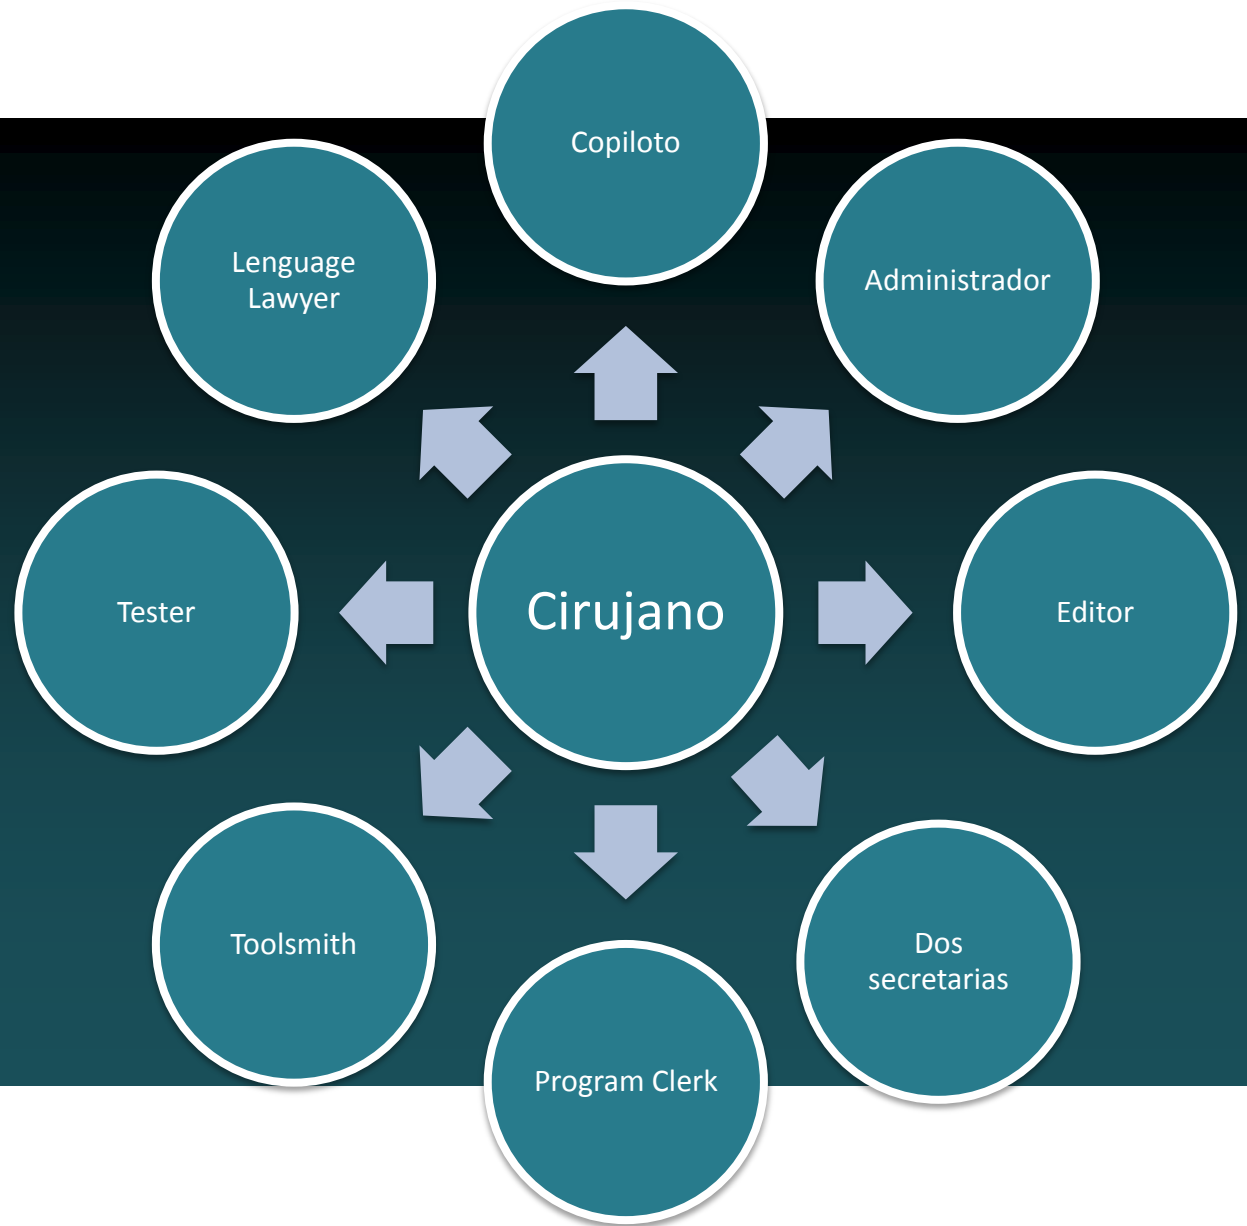 Copiloto
Lenguage
Lawyer
Administrador
Tester
Cirujano
Editor
Toolsmith
Dos
secretarias
Program Clerk